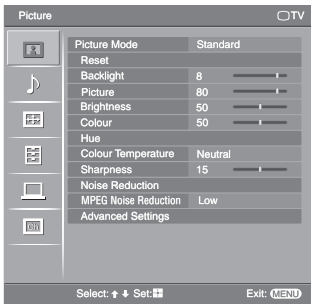 Picture TV
Picture Mode Standard
Reset
Backlight 8
Picture 80
Brightness 50
Colour 50
Hue
Colour Temperature Neutral
Sharpness 15
Noise Reduction
MPEG Noise Reduction Low
Advanced Settings
Select: Set: Exit: MENU